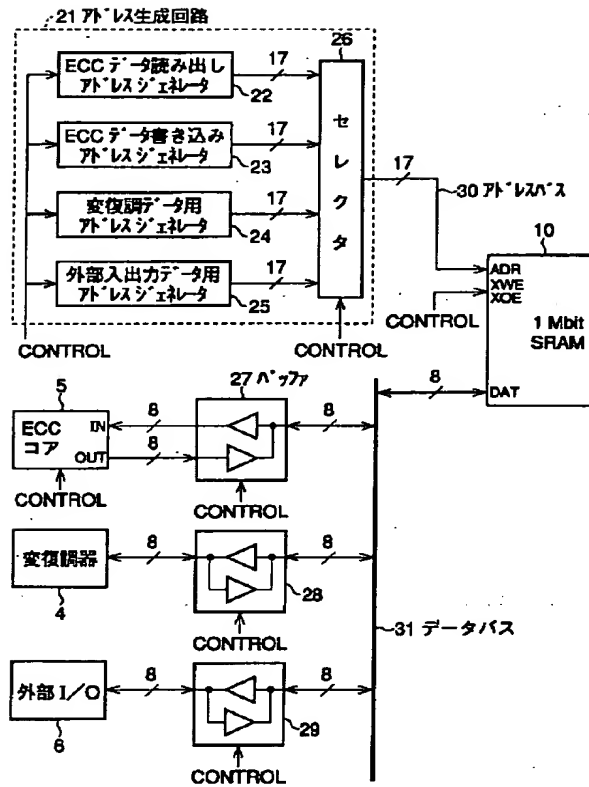 21 アドレス生成回路
26
ECC データ読み出し
アドレスジェネレータ
17
22
ECC データ書き込み
アドレスジェネレータ
17
23
変復調データ用
アドレスジェネレータ
17
24
外部入出力データ用
アドレスジェネレータ
17
25
セレクタ
17
30 アドレスバス
10
ADR
XWE
XOE
1 Mbit
SRAM
DAT
CONTROL
CONTROL
CONTROL
8
5
ECC
コア
IN
OUT
8
8
27 バッファ
8
CONTROL
CONTROL
変復調器
4
8
8
28
CONTROL
31 データバス
外部 I/O
6
8
8
29
CONTROL